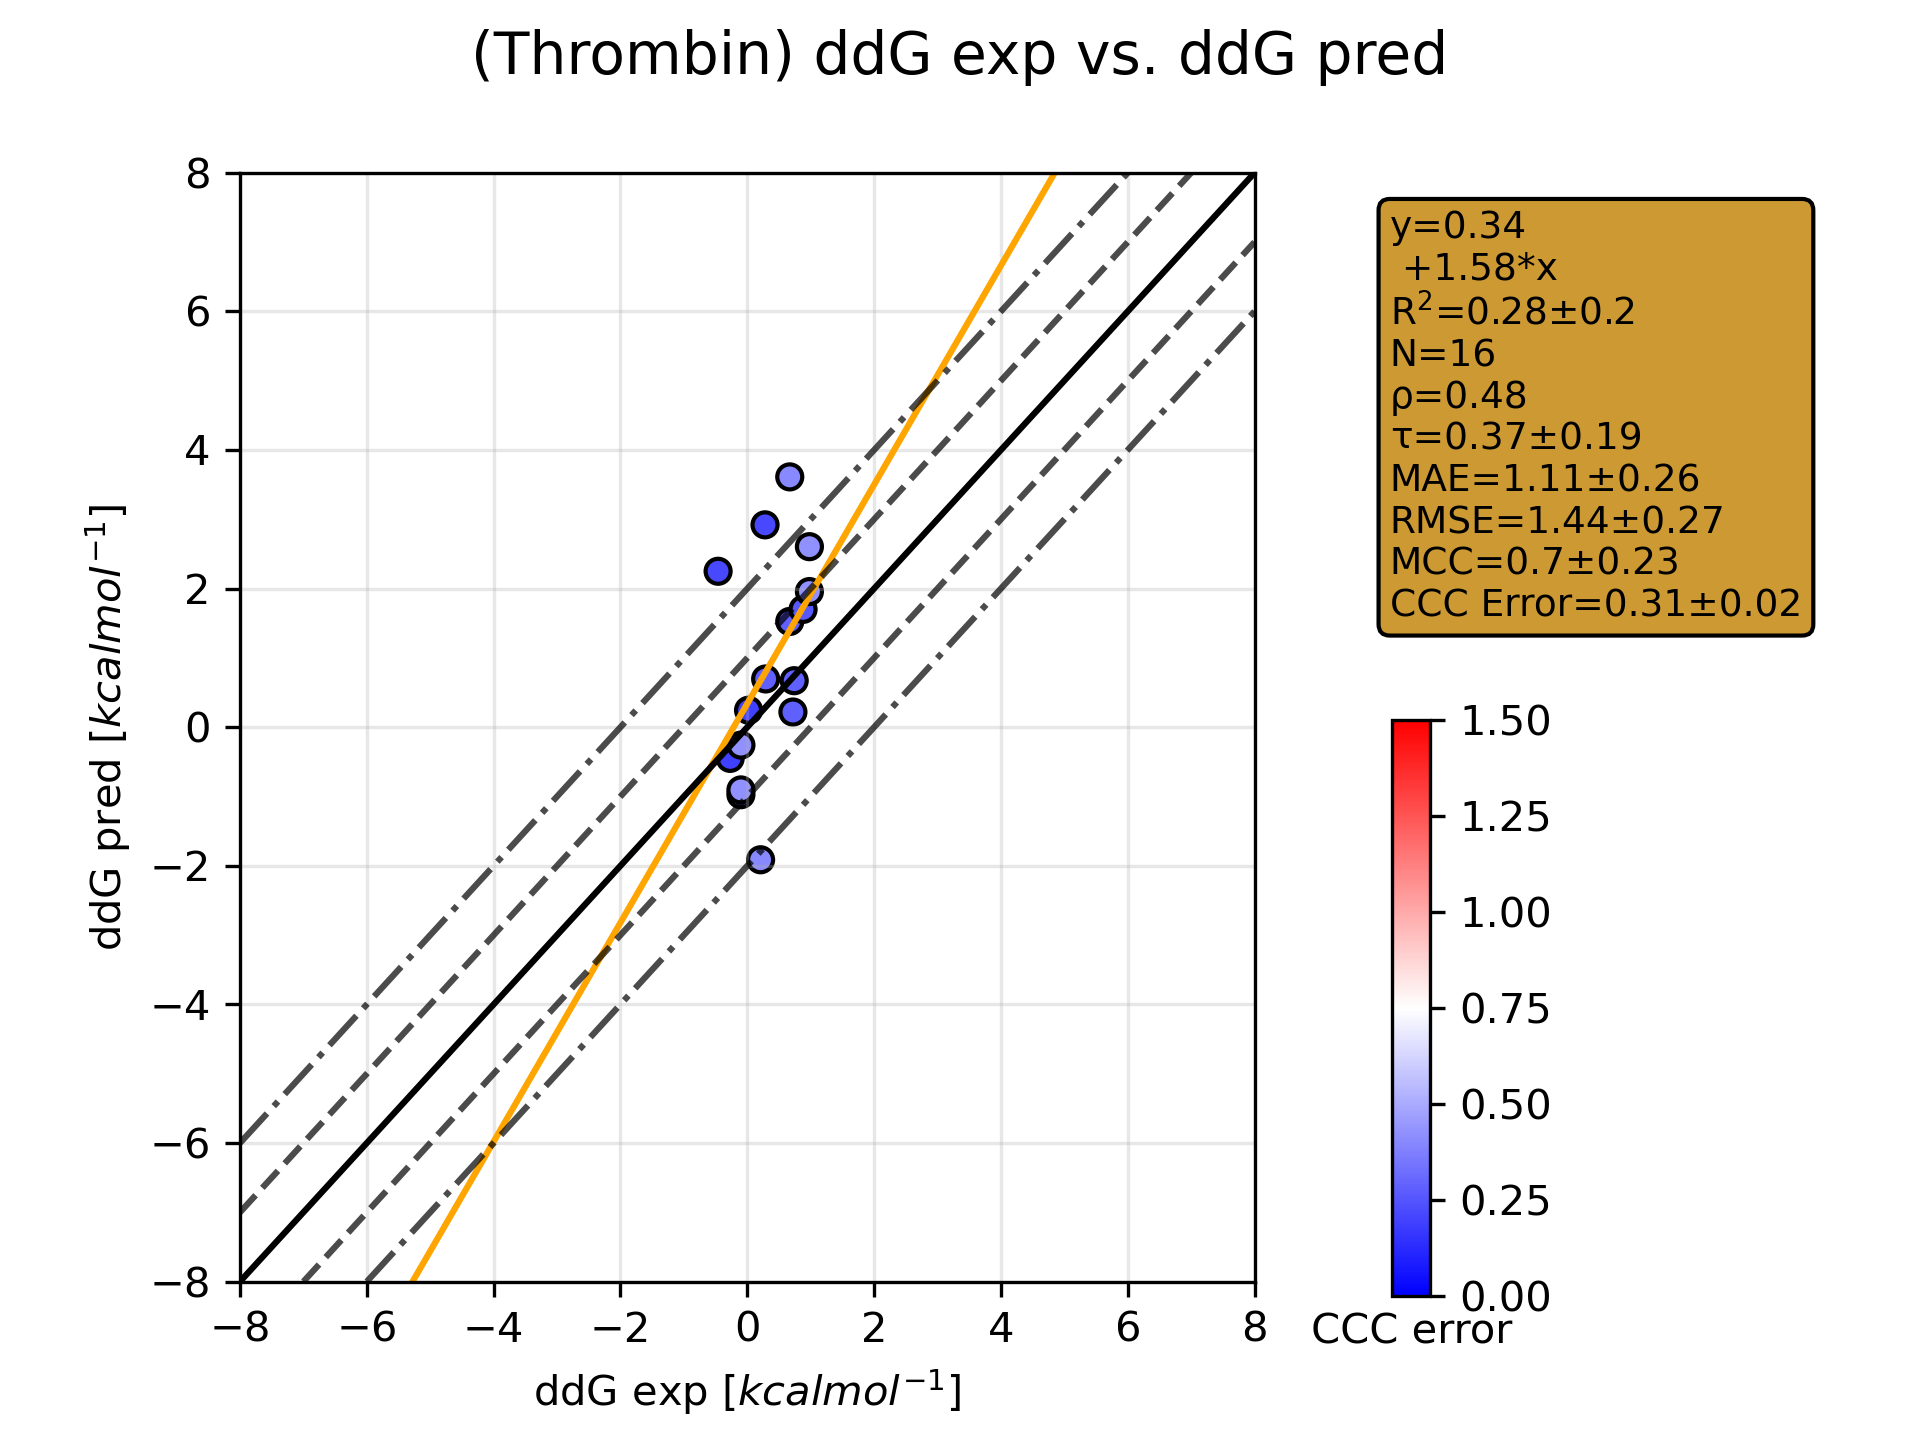 (Thrombin) ddG exp vs. ddG pred
8
6
4
2
0
−2
−4
−6
−8
ddG pred [kcalmol⁻¹]
−8 −6 −4 −2 0 2 4 6 8
ddG exp [kcalmol⁻¹]
y=0.34
+1.58*x
R²=0.28±0.2
N=16
ρ=0.48
τ=0.37±0.19
MAE=1.11±0.26
RMSE=1.44±0.27
MCC=0.7±0.23
CCC Error=0.31±0.02
1.50
1.25
1.00
0.75
0.50
0.25
0.00
CCC error